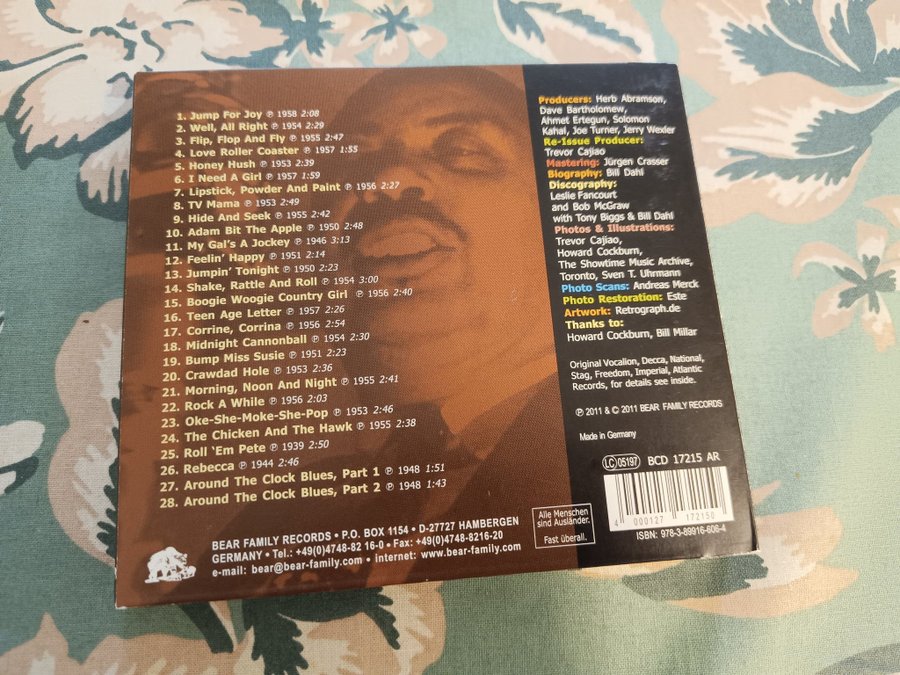 1. Jump For Joy ℗ 1958 2:08
2. Well, All Right ℗ 1954 2:29
3. Flip, Flop And Fly ℗ 1955 2:47
4. Love Roller Coaster ℗ 1957 1:55
5. Honey Hush ℗ 1953 2:39
6. I Need A Girl ℗ 1957 1:59
7. Lipstick, Powder And Paint ℗ 1956 2:27
8. TV Mama ℗ 1953 2:49
9. Hide And Seek ℗ 1955 2:42
10. Adam Bit The Apple ℗ 1950 2:48
11. My Gal's A Jockey ℗ 1946 3:13
12. Feelin' Happy ℗ 1951 2:14
13. Jumpin' Tonight ℗ 1950 2:23
14. Shake, Rattle And Roll ℗ 1954 3:00
15. Boogie Woogie Country Girl ℗ 1956 2:40
16. Teen Age Letter ℗ 1957 2:26
17. Corrine, Corrina ℗ 1956 2:54
18. Midnight Cannonball ℗ 1954 2:30
19. Bump Miss Susie ℗ 1951 2:23
20. Crawdad Hole ℗ 1953 2:36
21. Morning, Noon And Night ℗ 1955 2:41
22. Rock A While ℗ 1956 2:03
23. Oke-She-Moke-She-Pop ℗ 1953 2:46
24. The Chicken And The Hawk ℗ 1955 2:38
25. Roll 'Em Pete ℗ 1939 2:50
26. Rebecca ℗ 1944 2:46
27. Around The Clock Blues, Part 1 ℗ 1948 1:51
28. Around The Clock Blues, Part 2 ℗ 1948 1:43
BEAR FAMILY RECORDS • P.O. BOX 1154 • D-27727 HAMBERGEN
GERMANY • Tel.: +49(0)4748-82 16-0 • Fax: +49(0)4748-8216-20
e-mail: bear@bear-family.com • internet: www.bear-family.com
Alle Menschen
sind Ausländer.
Fast überall.
Producers: Herb Abramson,
Dave Bartholomew,
Ahmet Ertegun, Solomon
Kahal, Joe Turner, Jerry Wexler
Re-Issue Producer:
Trevor Cajiao
Mastering: Jürgen Crasser
Biography: Bill Dahl
Discography:
Leslie Fancourt
and Bob McGraw
with Tony Biggs & Bill Dahl
Photos & Illustrations:
Trevor Cajiao,
Howard Cockburn,
The Showtime Music Archive,
Toronto, Sven T. Uhrmann
Photo Scans: Andreas Merck
Photo Restoration: Este
Artwork: Retrograph.de
Thanks to:
Howard Cockburn, Bill Millar
Original Vocalion, Decca, National,
Stag, Freedom, Imperial, Atlantic
Records, for details see inside.
℗ 2011 & © 2011 BEAR FAMILY RECORDS
Made in Germany
LC 05197 BCD 17215 AR
4 000127 172150
ISBN: 978-3-89916-606-4